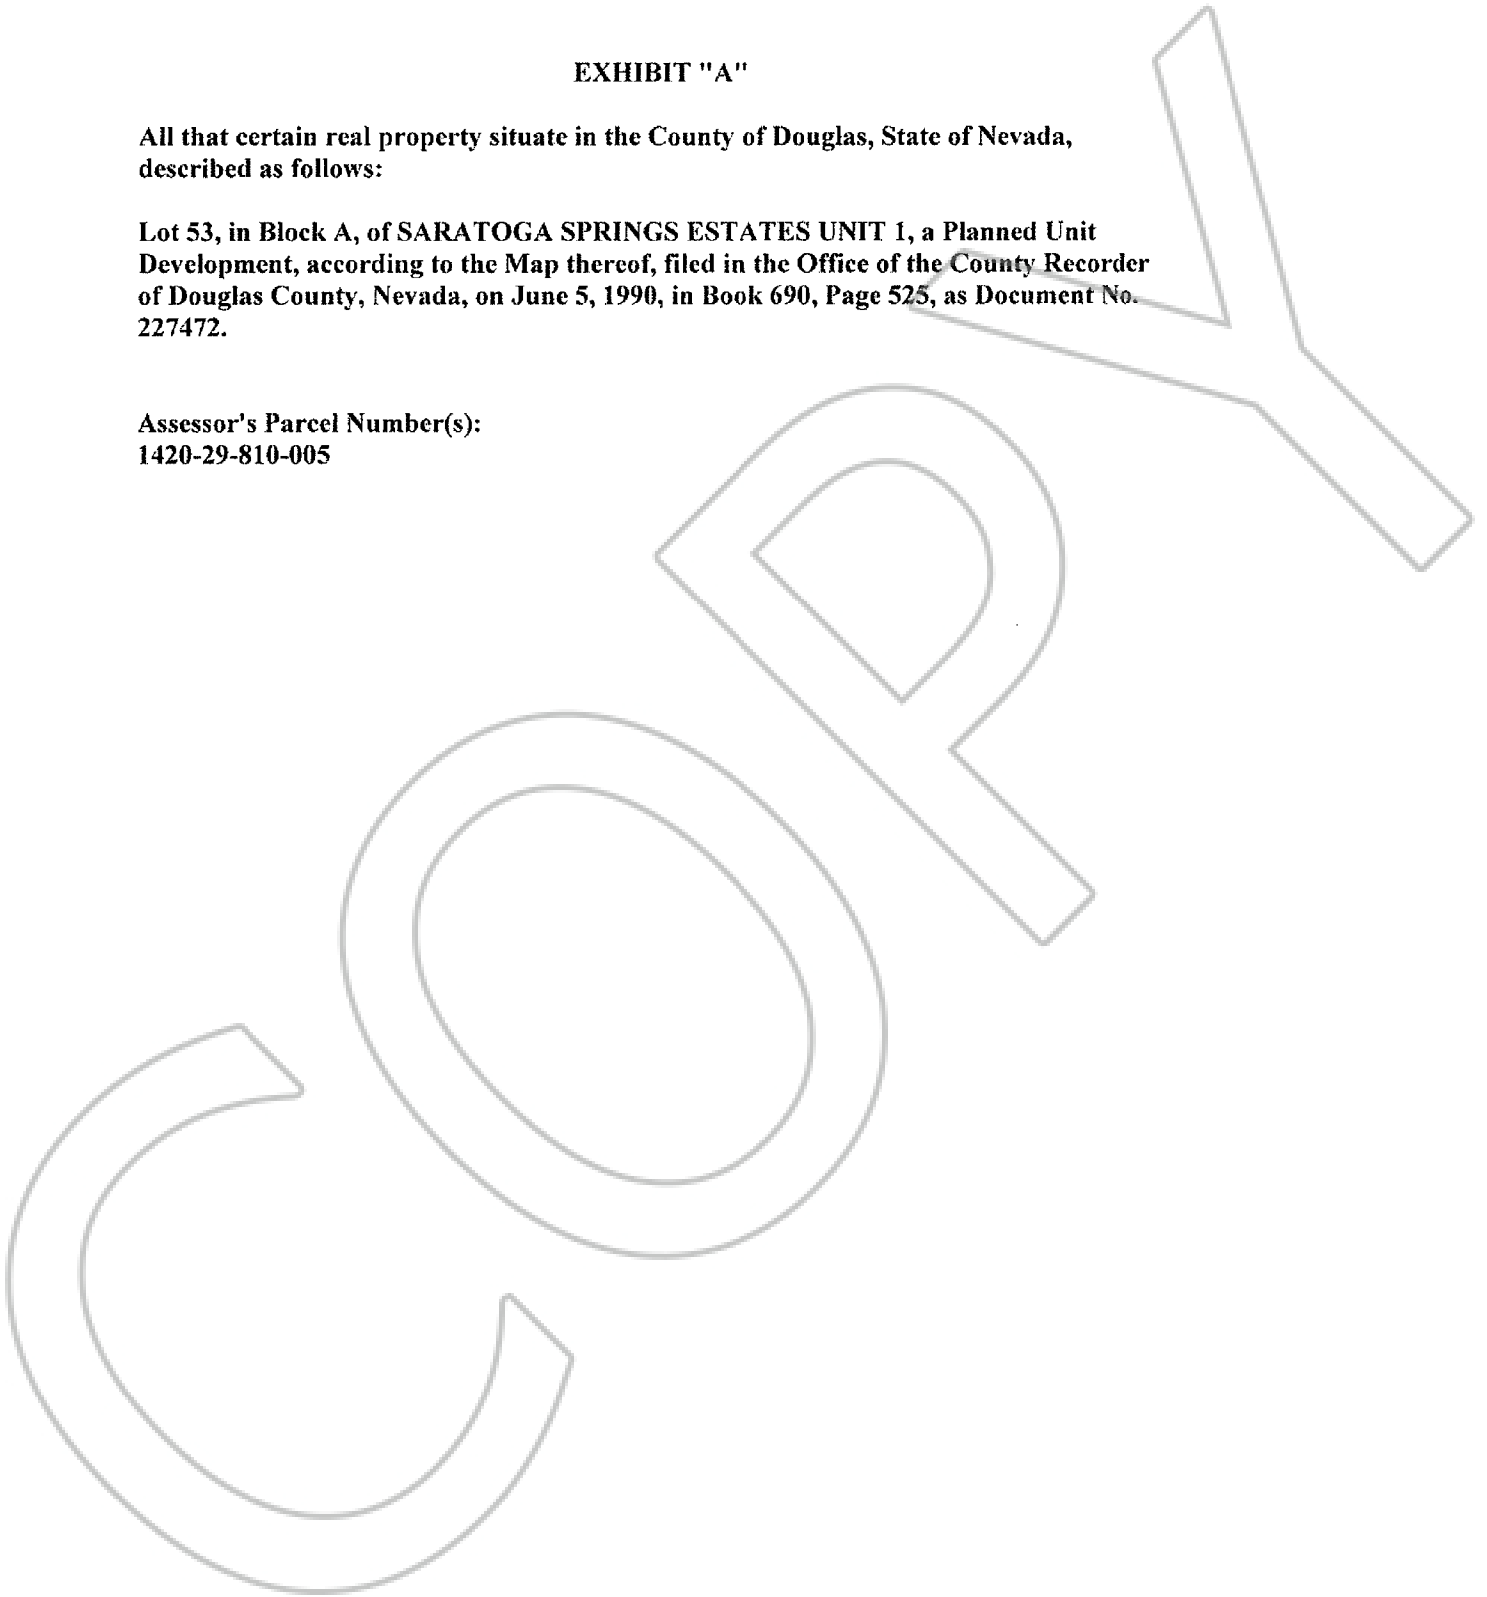 EXHIBIT "A"
All that certain real property situate in the County of Douglas, State of Nevada,
described as follows:
Lot 53, in Block A, of SARATOGA SPRINGS ESTATES UNIT 1, a Planned Unit
Development, according to the Map thereof, filed in the Office of the County Recorder
of Douglas County, Nevada, on June 5, 1990, in Book 690, Page 525, as Document No.
227472.
Assessor's Parcel Number(s):
1420-29-810-005
COPY